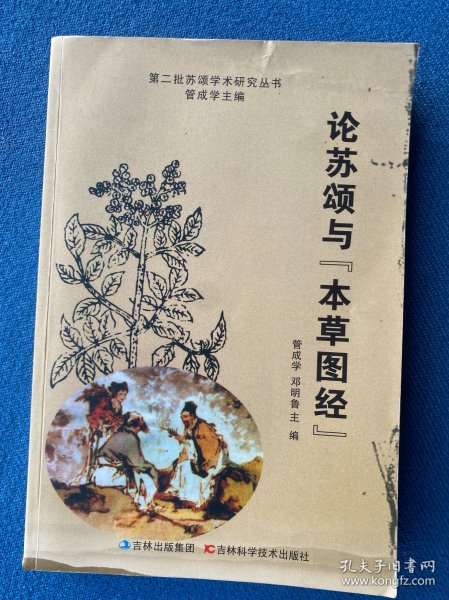 第二批苏颂学术研究丛书
管成学主编
论苏颂与『本草图经』
管成学 邓明鲁主 编
吉林出版集团 吉林科学技术出版社
孔夫子旧书网
www.kongfz.com